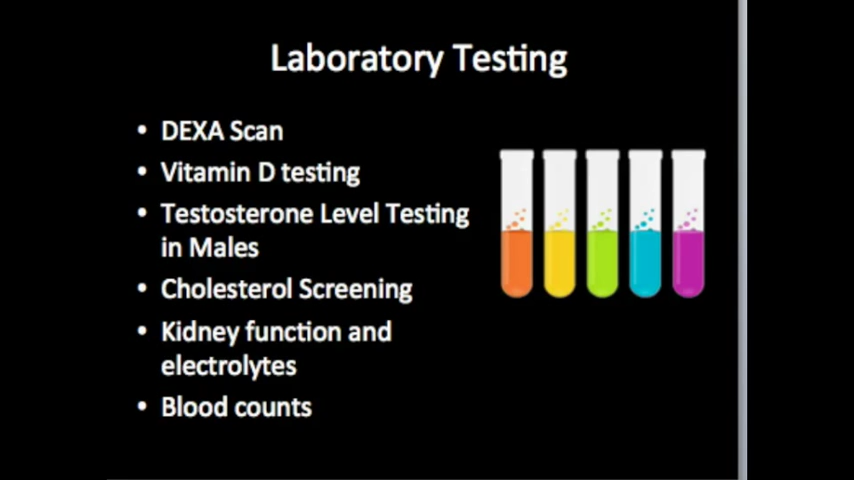 Laboratory Testing
• DEXA Scan
• Vitamin D testing
• Testosterone Level Testing
in Males
• Cholesterol Screening
• Kidney function and
electrolytes
• Blood counts